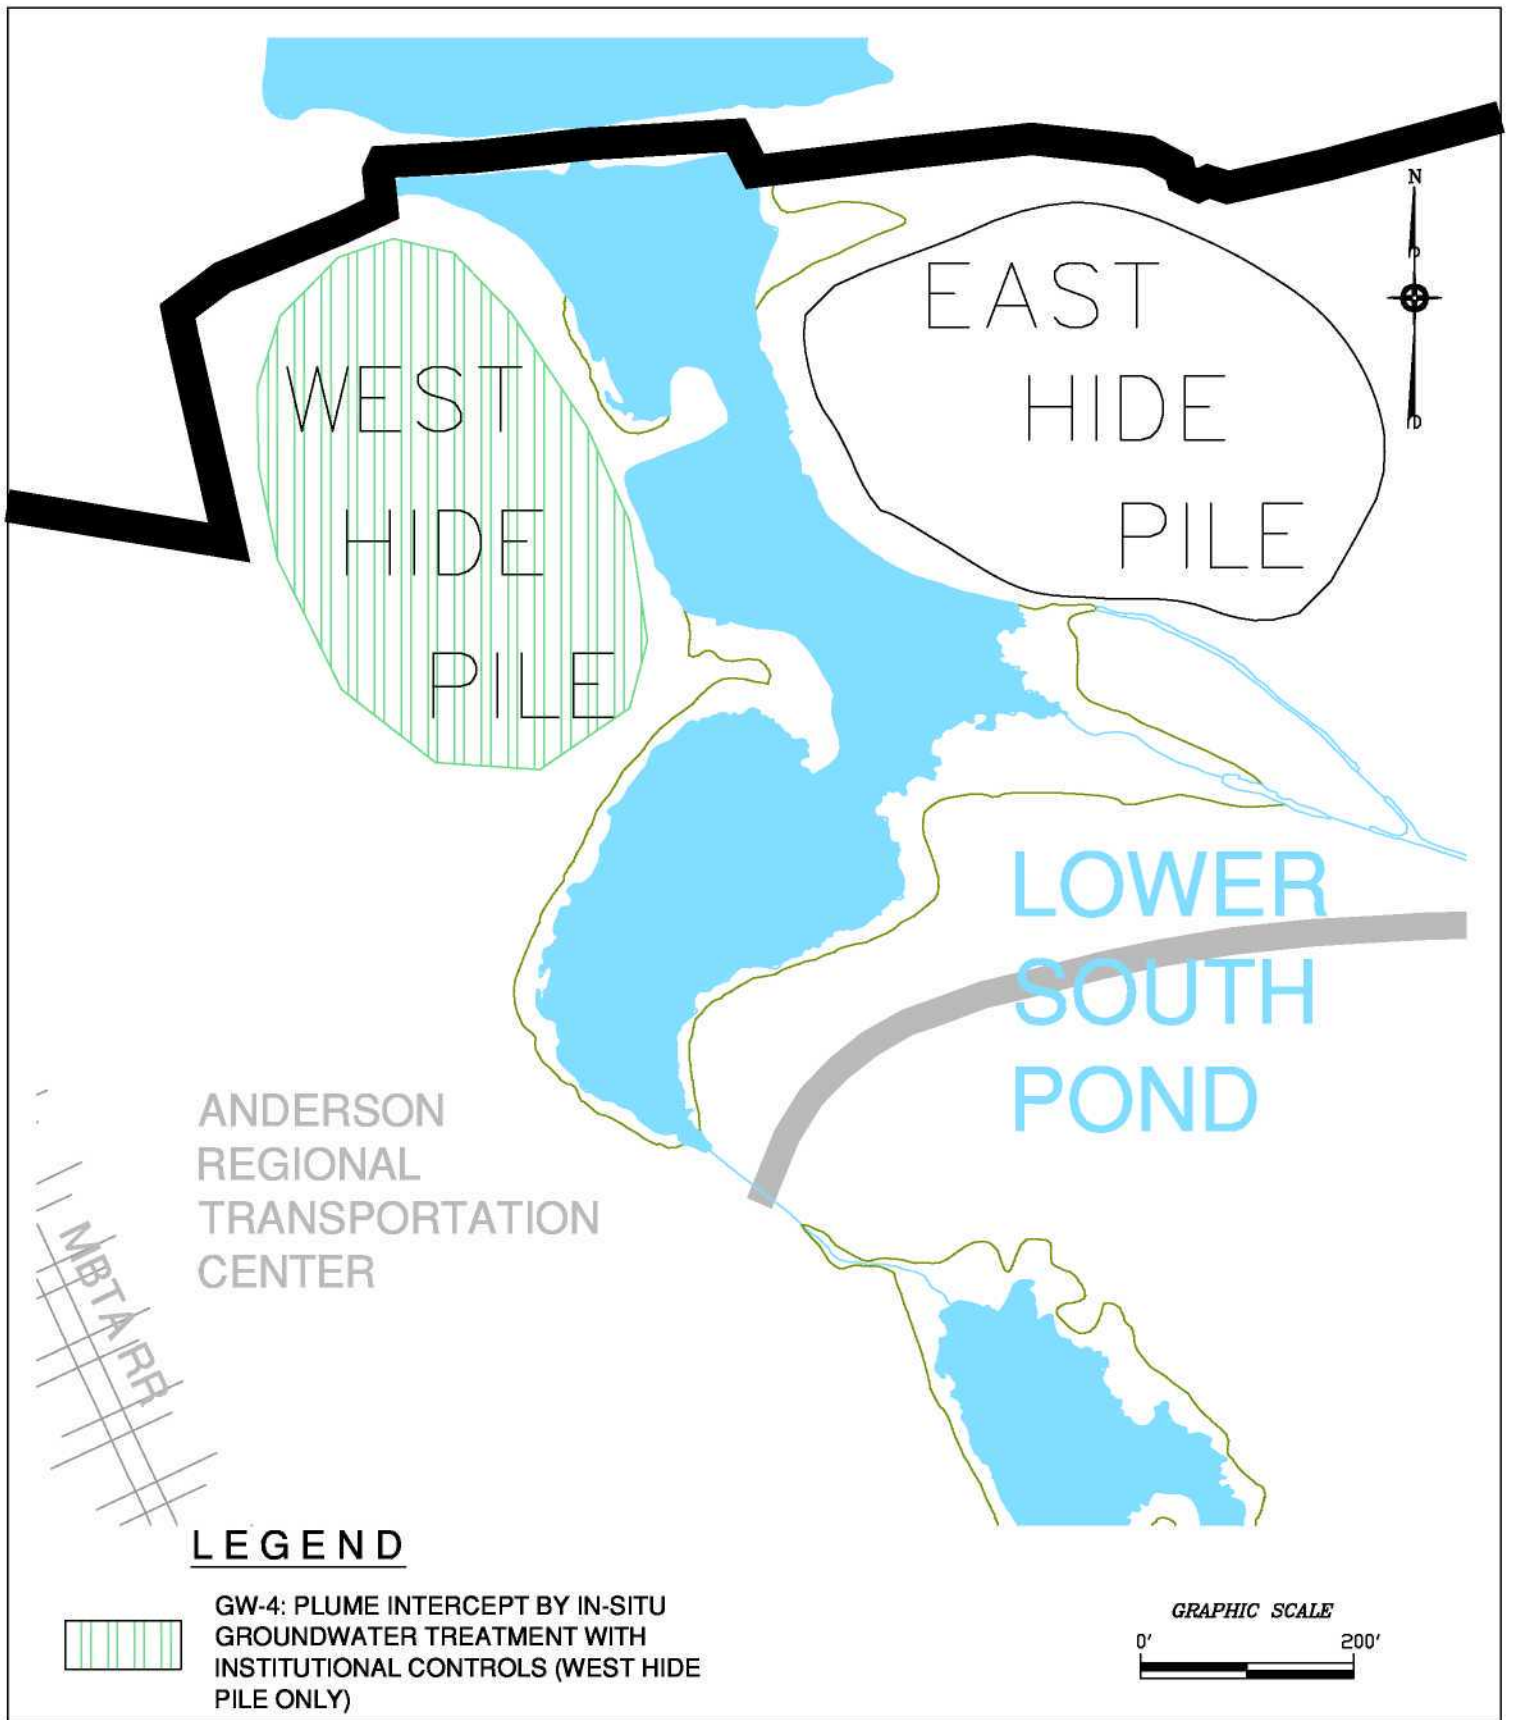 N
EAST
HIDE
PILE
WEST
HIDE
PILE
LOWER
SOUTH
POND
ANDERSON
REGIONAL
TRANSPORTATION
CENTER
MBTA RR
LEGEND
GW-4: PLUME INTERCEPT BY IN-SITU
GROUNDWATER TREATMENT WITH
INSTITUTIONAL CONTROLS (WEST HIDE
PILE ONLY)
GRAPHIC SCALE
0' 200'